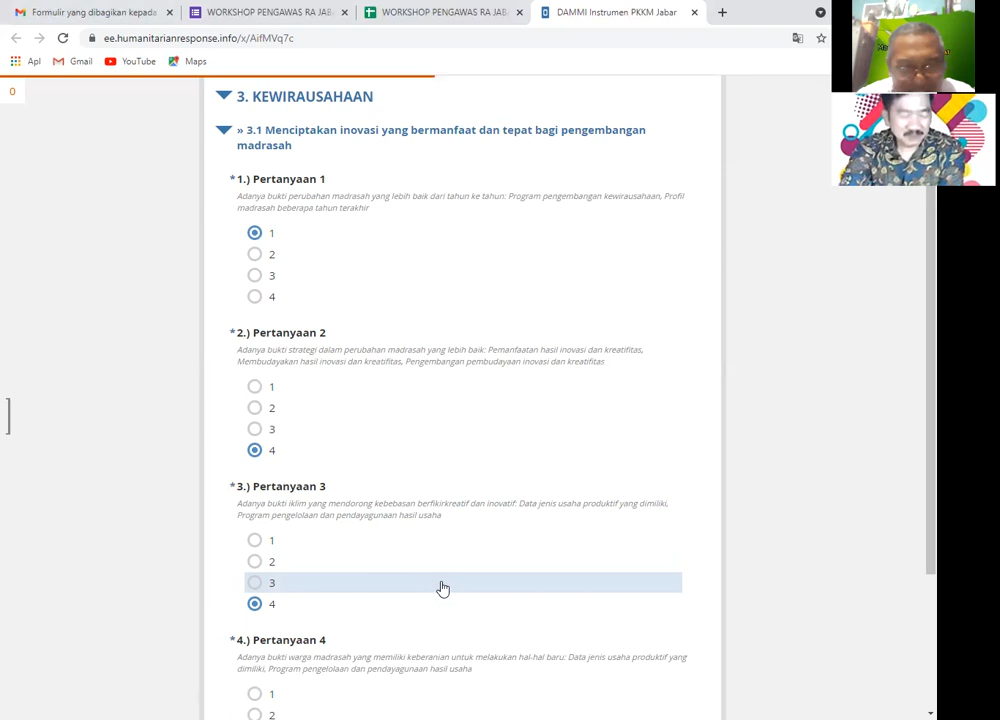 Formulir yang dibagikan kepada
WORKSHOP PENGAWAS RA JAB
WORKSHOP PENGAWAS RA JAB
DAMMI Instrumen PKKM Jabar
ee.humanitarianresponse.info/x/AifMVq7c
Apl
Gmail
YouTube
Maps
0
3. KEWIRAUSAHAAN
» 3.1 Menciptakan inovasi yang bermanfaat dan tepat bagi pengembangan
madrasah
*1.) Pertanyaan 1
Adanya bukti perubahan madrasah yang lebih baik dari tahun ke tahun: Program pengembangan kewirausahaan, Profil
madrasah beberapa tahun terakhir
1
2
3
4
*2.) Pertanyaan 2
Adanya bukti strategi dalam perubahan madrasah yang lebih baik: Pemanfaatan hasil inovasi dan kreatifitas,
Membudayakan hasil inovasi dan kreatifitas, Pengembangan pembudayaan inovasi dan kreatifitas
1
2
3
4
*3.) Pertanyaan 3
Adanya bukti iklim yang mendorong kebebasan berfikirkreatif dan inovatif: Data jenis usaha produktif yang dimiliki,
Program pengelolaan dan pendayagunaan hasil usaha
1
2
3
4
*4.) Pertanyaan 4
Adanya bukti warga madrasah yang memiliki keberanian untuk melakukan hal-hal baru: Data jenis usaha produktif yang
dimiliki, Program pengelolaan dan pendayagunaan hasil usaha
1
2